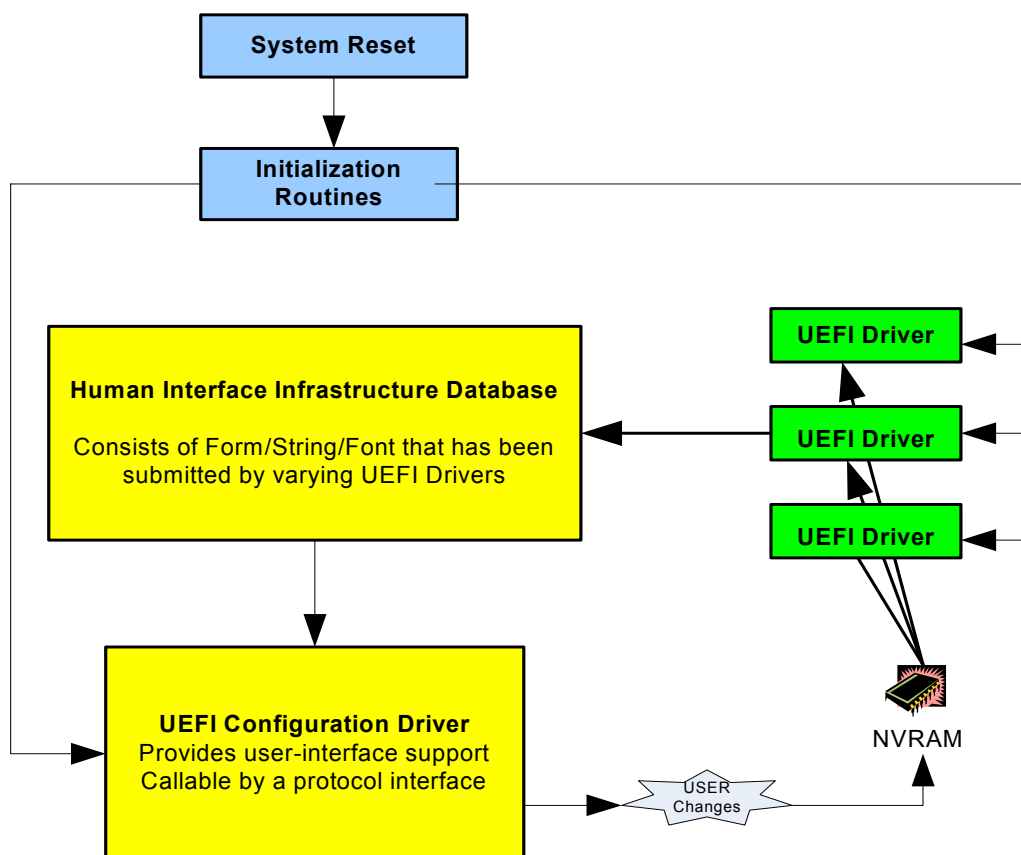 System Reset
Initialization
Routines
Human Interface Infrastructure Database
Consists of Form/String/Font that has been
submitted by varying UEFI Drivers
UEFI Driver
UEFI Driver
UEFI Driver
UEFI Configuration Driver
Provides user-interface support
Callable by a protocol interface
USER
Changes
NVRAM